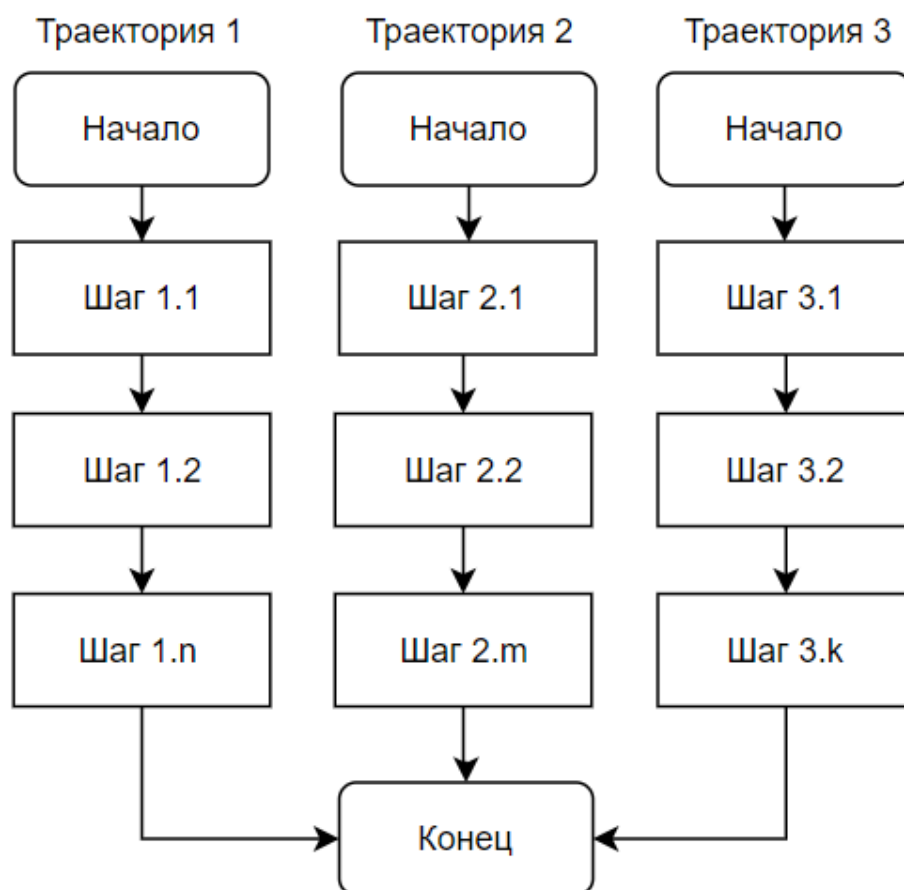 Траектория 1
Траектория 2
Траектория 3
Начало
Начало
Начало
Шаг 1.1
Шаг 2.1
Шаг 3.1
Шаг 1.2
Шаг 2.2
Шаг 3.2
Шаг 1.n
Шаг 2.m
Шаг 3.k
Конец